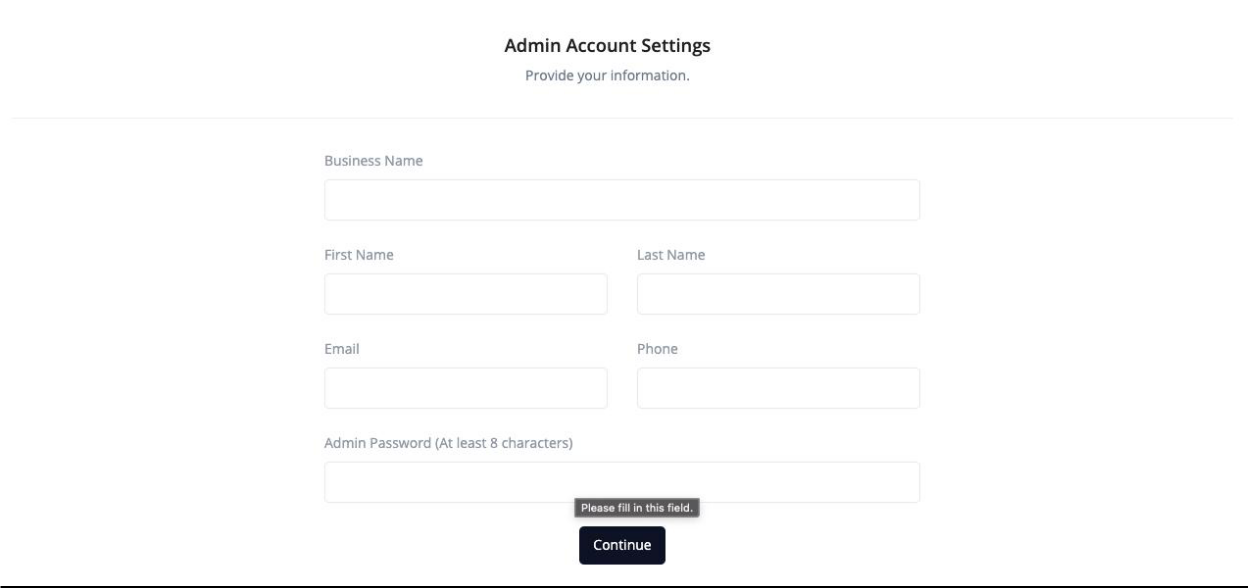 Admin Account Settings
Provide your information.
Business Name
First Name
Last Name
Email
Phone
Admin Password (At least 8 characters)
Please fill in this field.
Continue